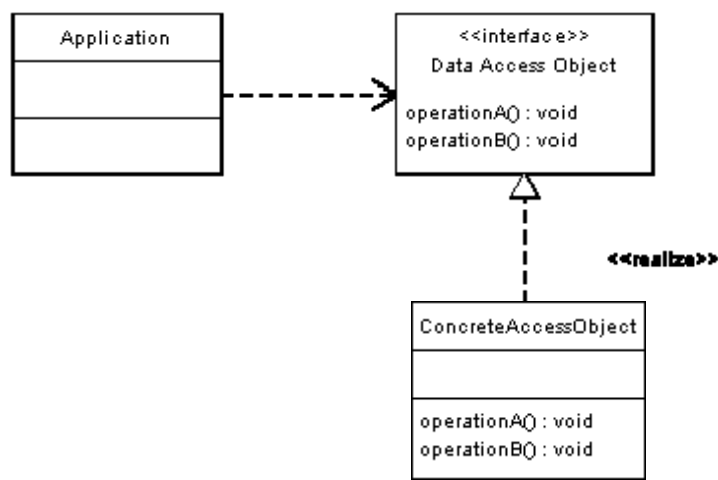 Application
<<interface>>
Data Access Object
operationA() : void
operationB() : void
<<realize>>
ConcreteAccessObject
operationA() : void
operationB() : void